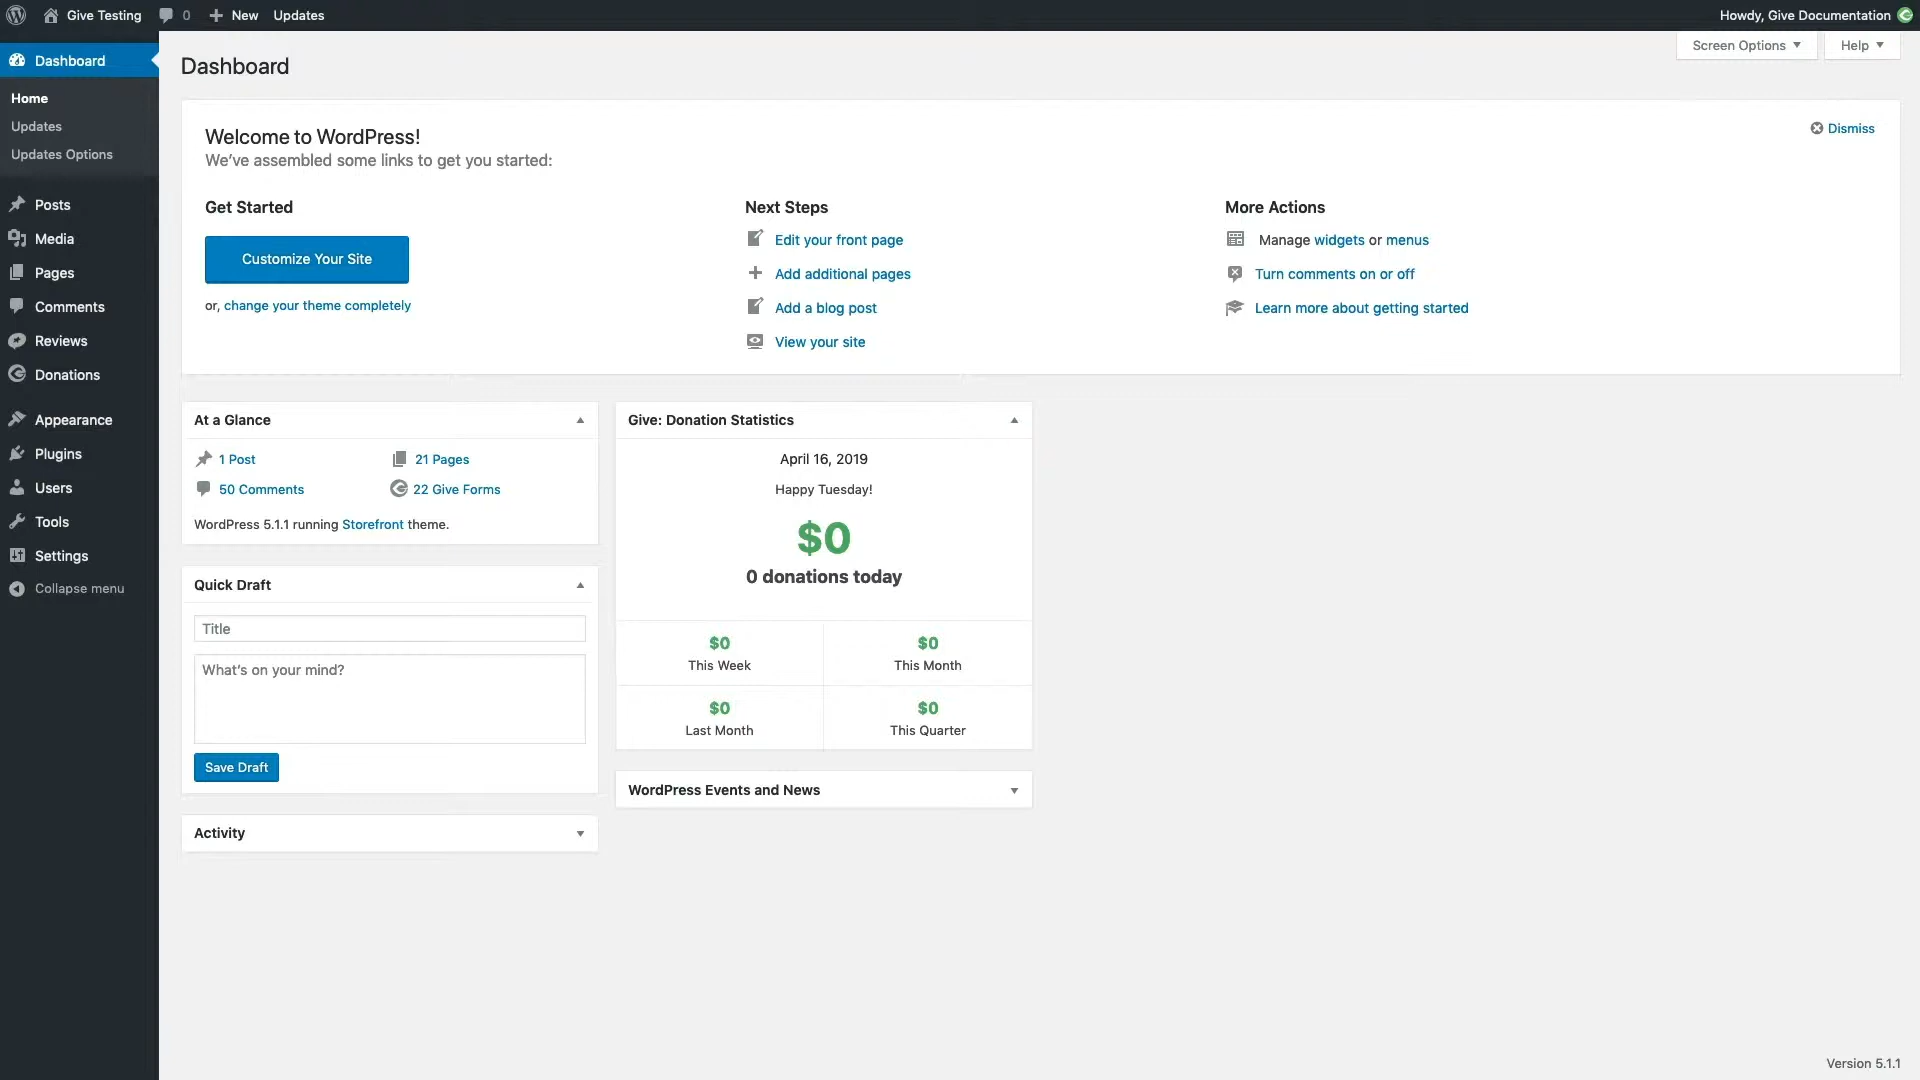 Give Testing 0 New Updates Howdy, Give Documentation
Screen Options Help
Dashboard
Home
Updates
Updates Options
Posts
Media
Pages
Comments
Reviews
Donations
Appearance
Plugins
Users
Tools
Settings
Collapse menu
Dashboard
Welcome to WordPress!
We've assembled some links to get you started:
Dismiss
Get Started
Customize Your Site
or, change your theme completely
Next Steps
Edit your front page
Add additional pages
Add a blog post
View your site
More Actions
Manage widgets or menus
Turn comments on or off
Learn more about getting started
At a Glance
1 Post 21 Pages
50 Comments 22 Give Forms
WordPress 5.1.1 running Storefront theme.
Quick Draft
Title
What's on your mind?
Save Draft
Activity
Give: Donation Statistics
April 16, 2019
Happy Tuesday!
$0
0 donations today
$0 $0
This Week This Month
$0 $0
Last Month This Quarter
WordPress Events and News
Version 5.1.1